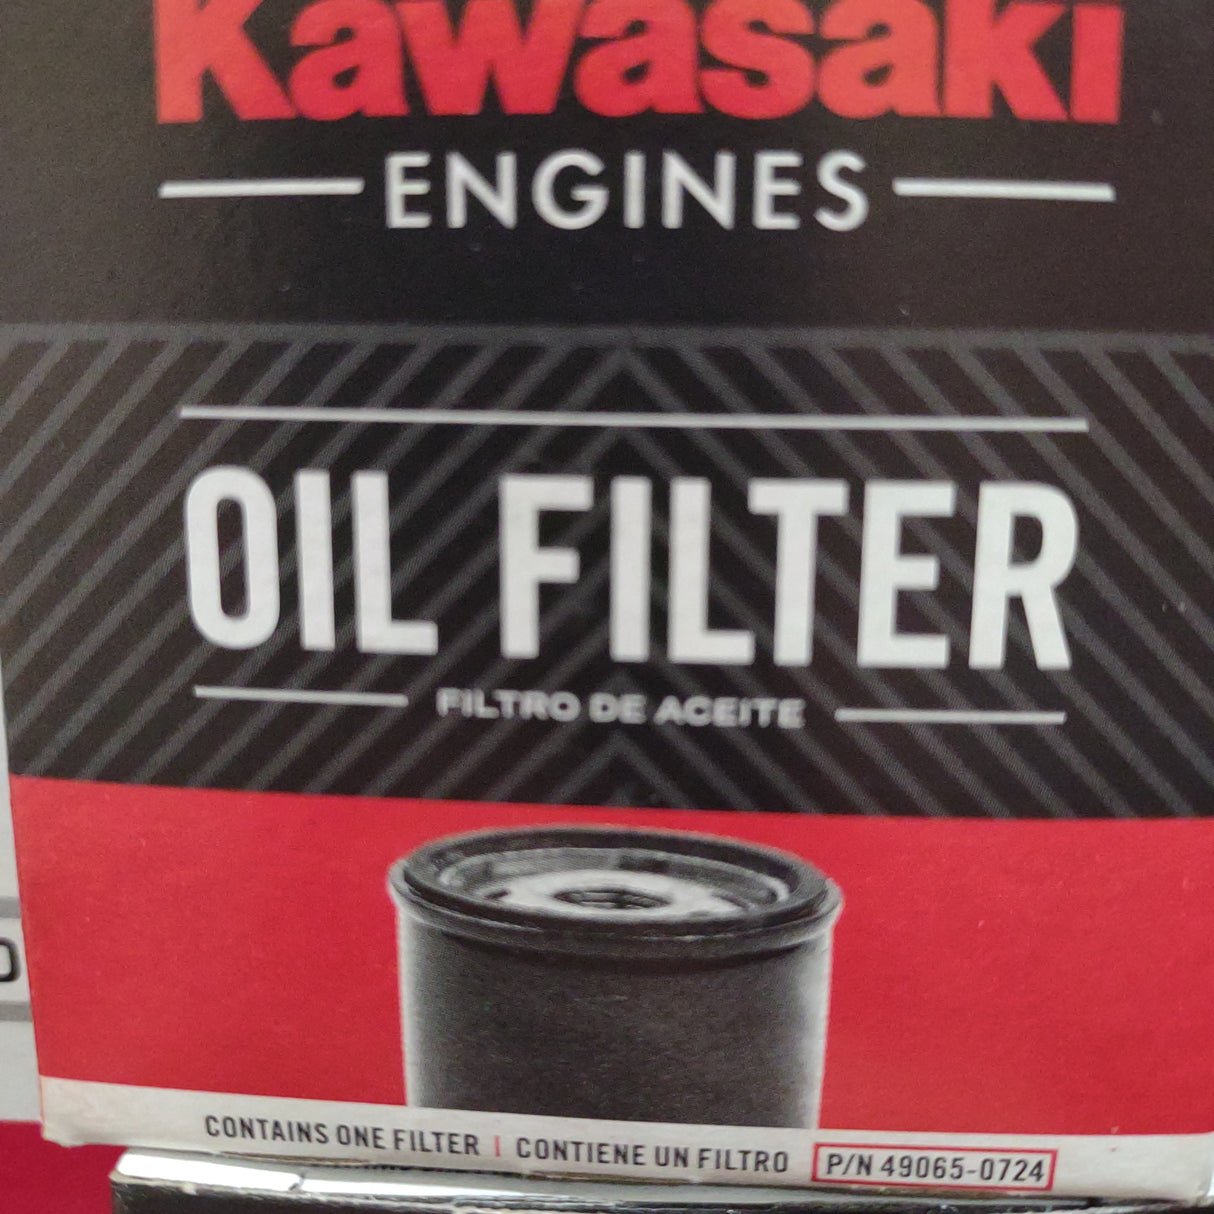 Kawasaki
ENGINES
OIL FILTER
FILTRO DE ACEITE
CONTAINS ONE FILTER | CONTIENE UN FILTRO P/N 49065-0724